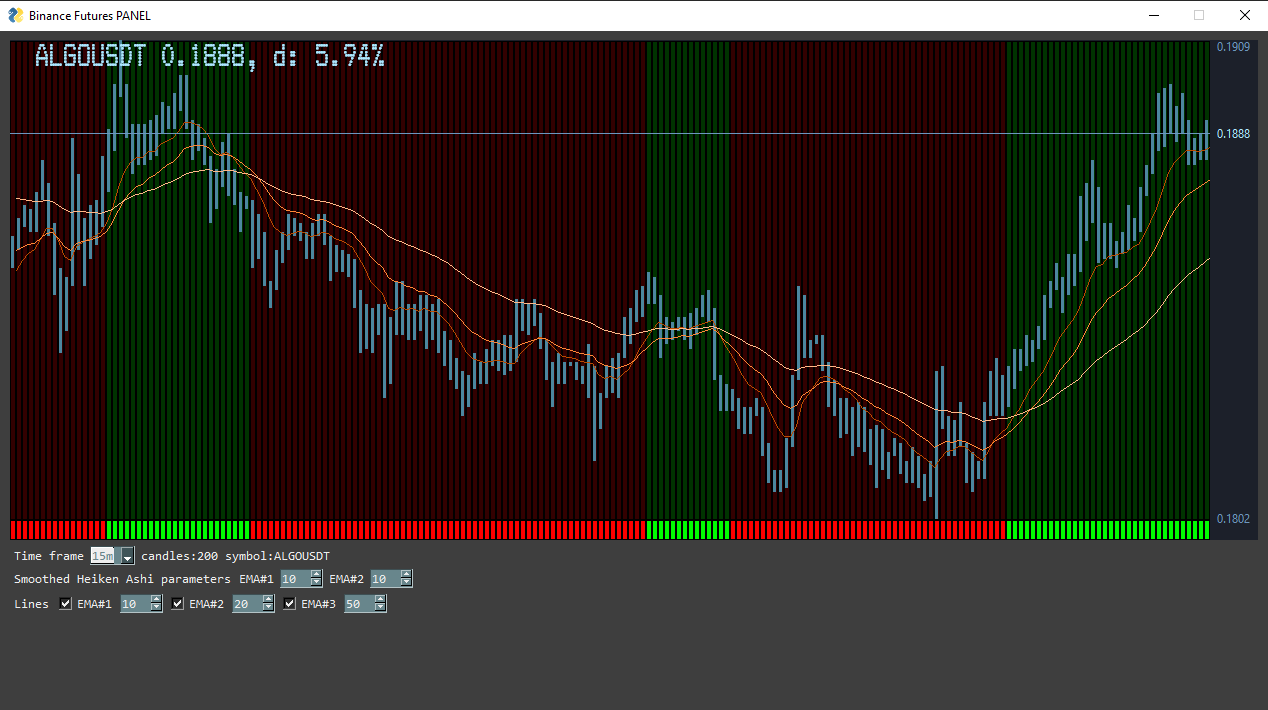 Binance Futures PANEL
ALGOUSDT 0.1888, d: 5.94%
0.1909
0.1888
0.1802
Time frame 15m candles:200 symbol:ALGOUSDT
Smoothed Heiken Ashi parameters EMA#1 10 EMA#2 10
Lines EMA#1 10 EMA#2 20 EMA#3 50